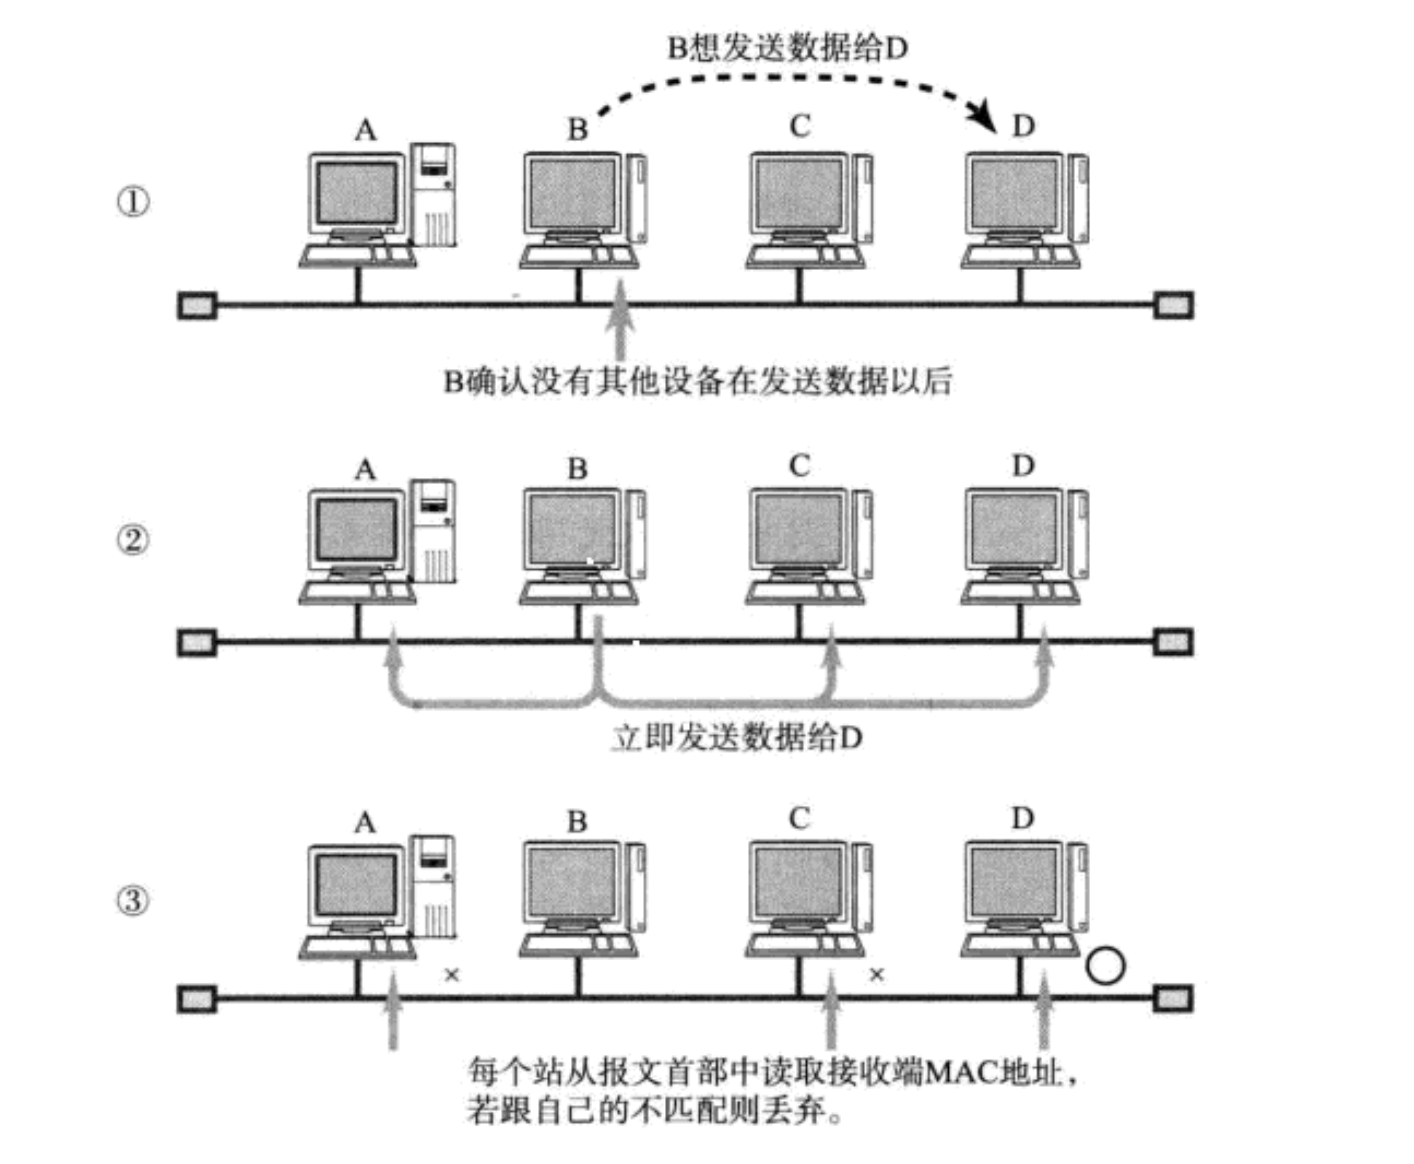 B想发送数据给D
A
B
C
D
①
B确认没有其他设备在发送数据以后
A
B
C
D
②
立即发送数据给D
A
B
C
D
③
×
×
每个站从报文首部中读取接收端MAC地址，
若跟自己的不匹配则丢弃。